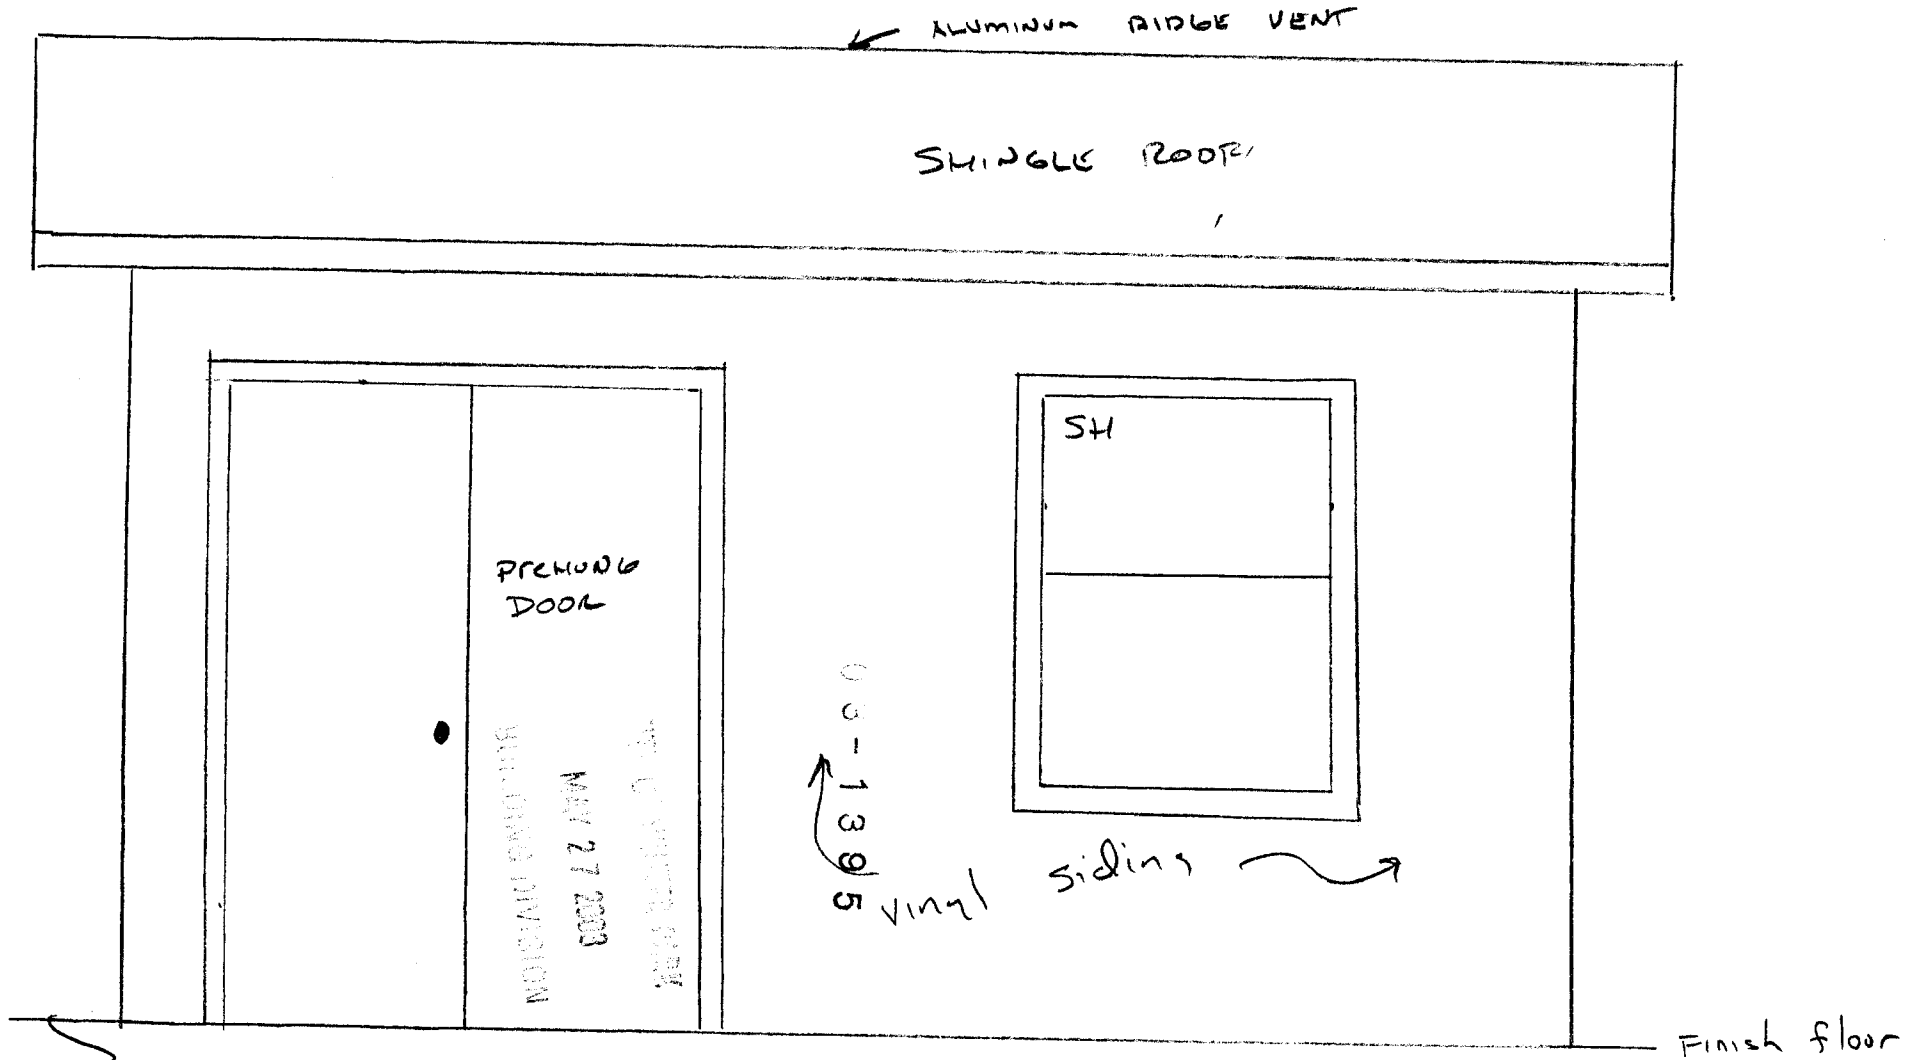 ALUMINUM RIDGE VENT
SHINGLE ROOF
SH
PREHUNG
DOOR
MAY 27 2003
BUILDING DIVISION
03-1395
vinyl siding
Finish floor